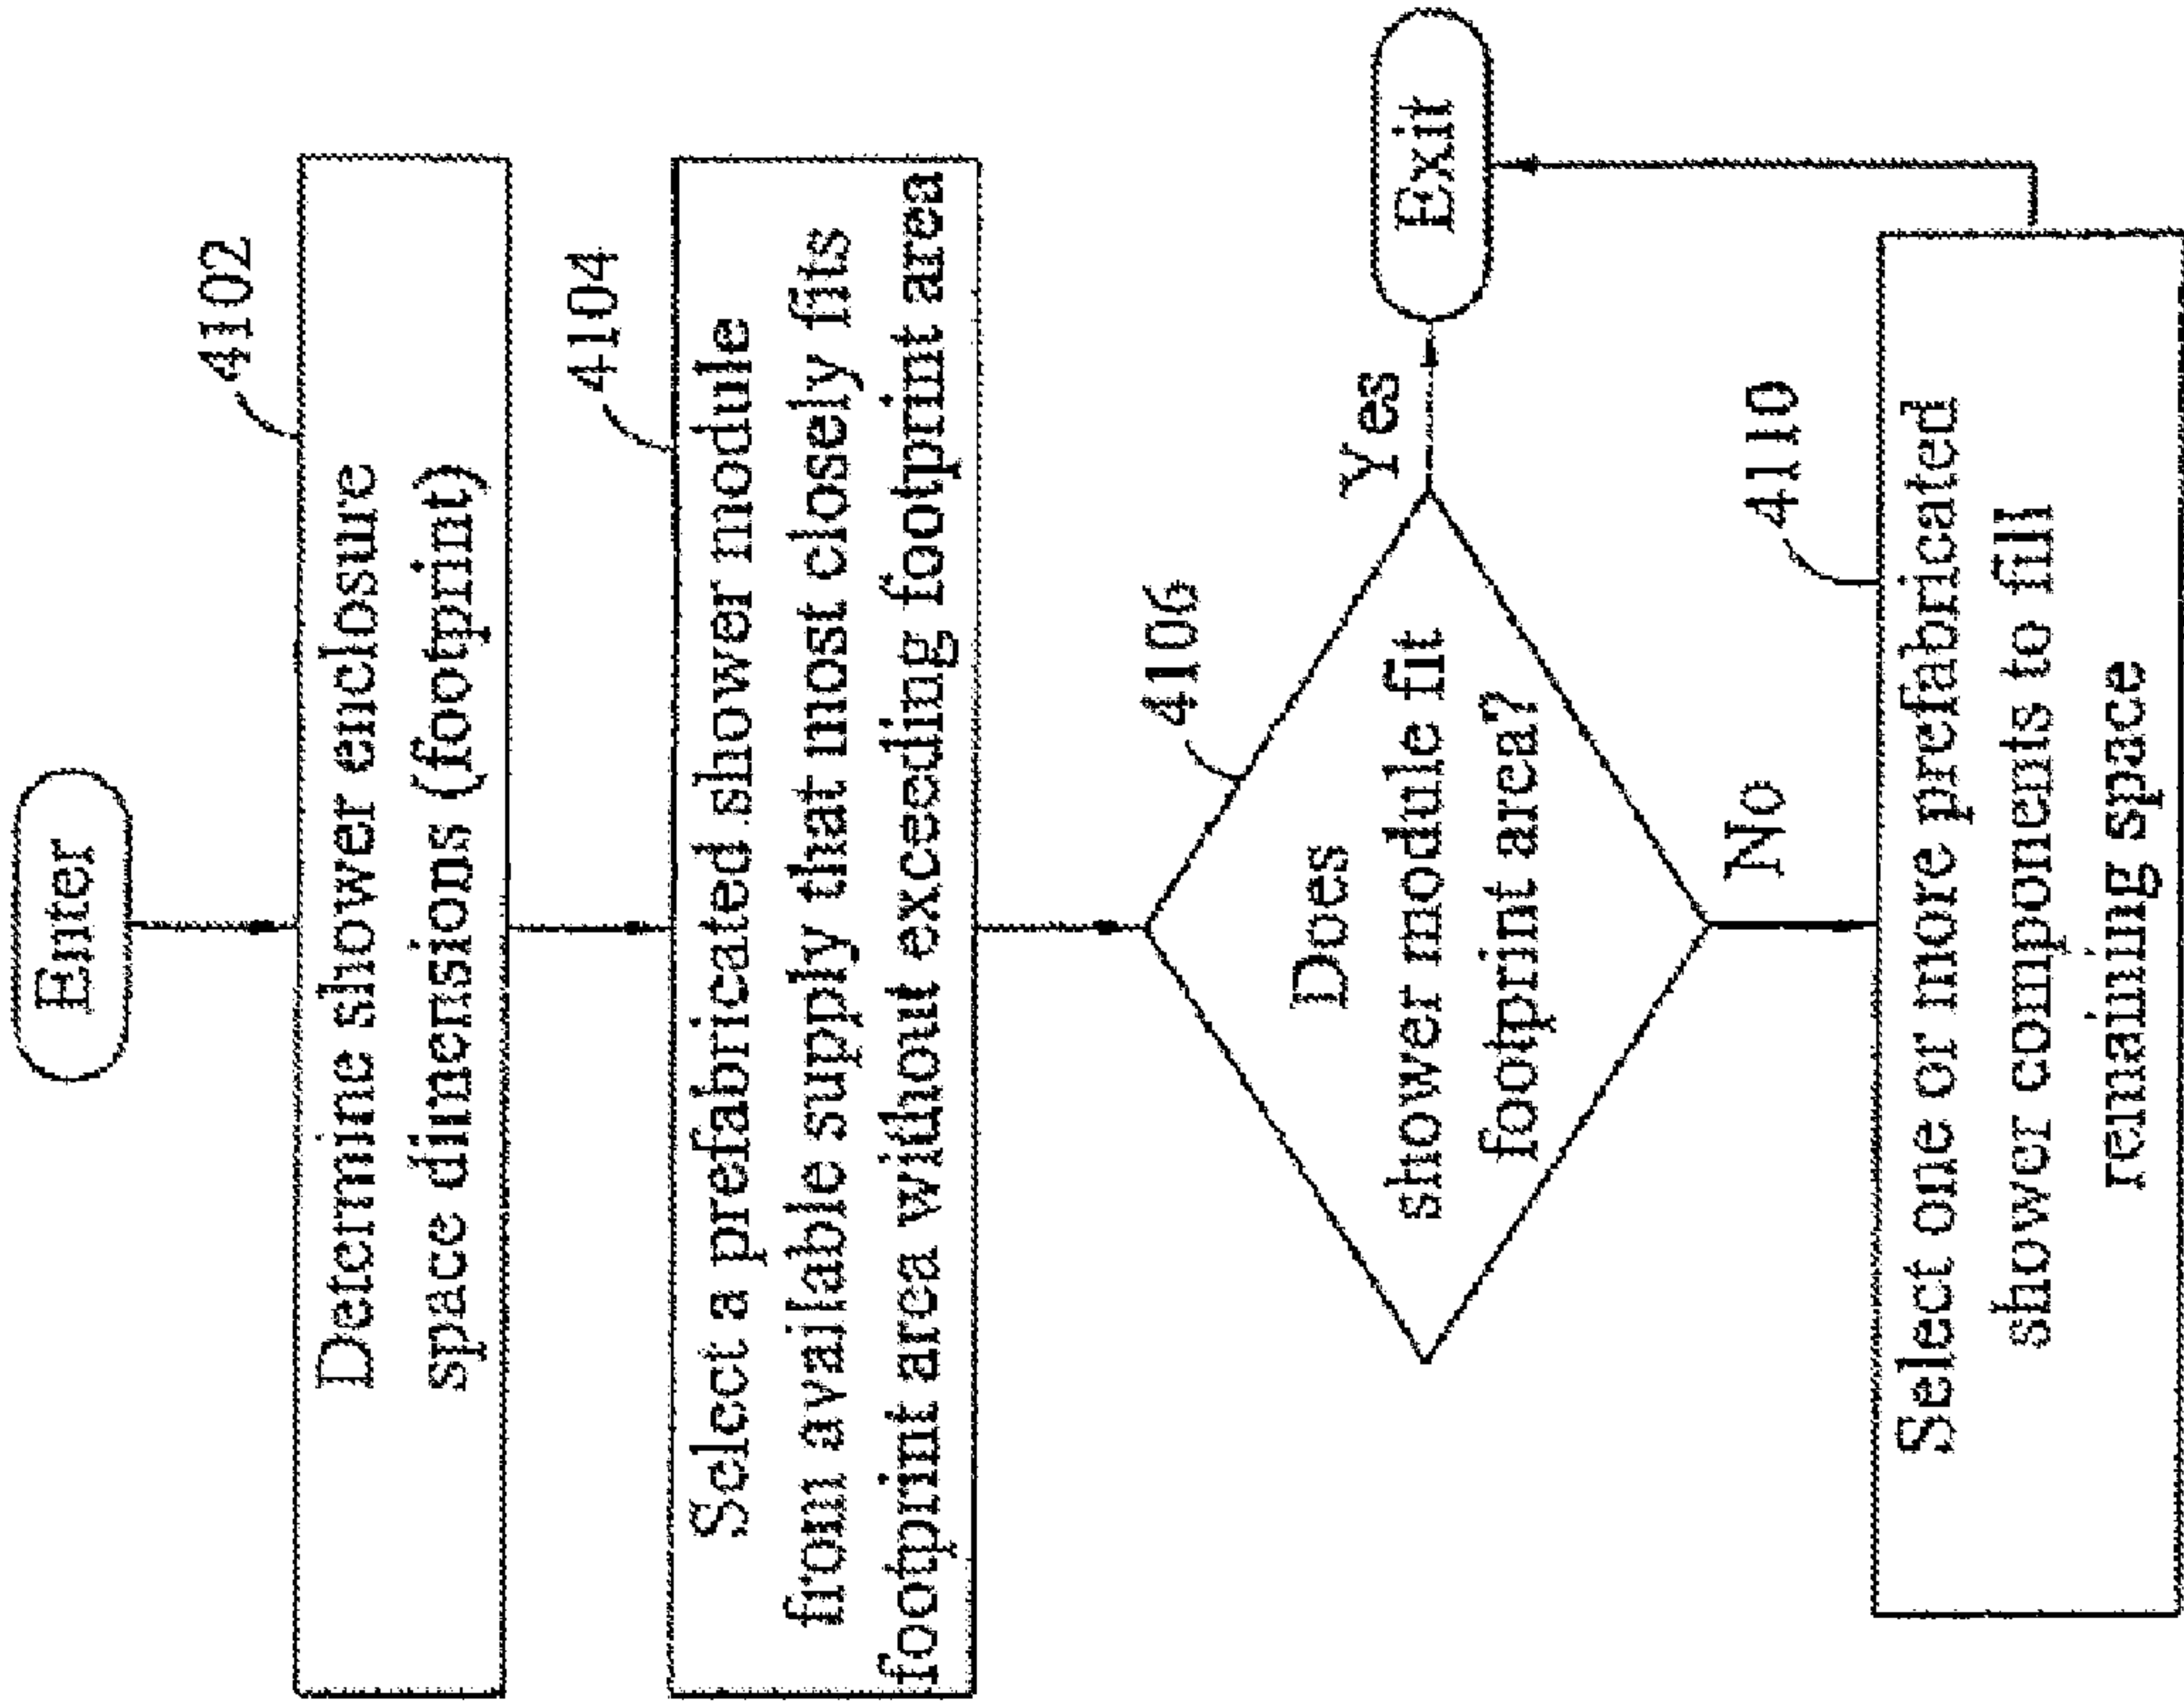 Enter
4102
Determine shower enclosure
space dimensions (footprint)
4104
Select a prefabricated shower module
from available supply that most closely fits
footprint area without exceeding footprint area
4106
Does
shower module fit
footprint area?
Yes
Exit
No
4110
Select one or more prefabricated
shower components to fill
remaining space